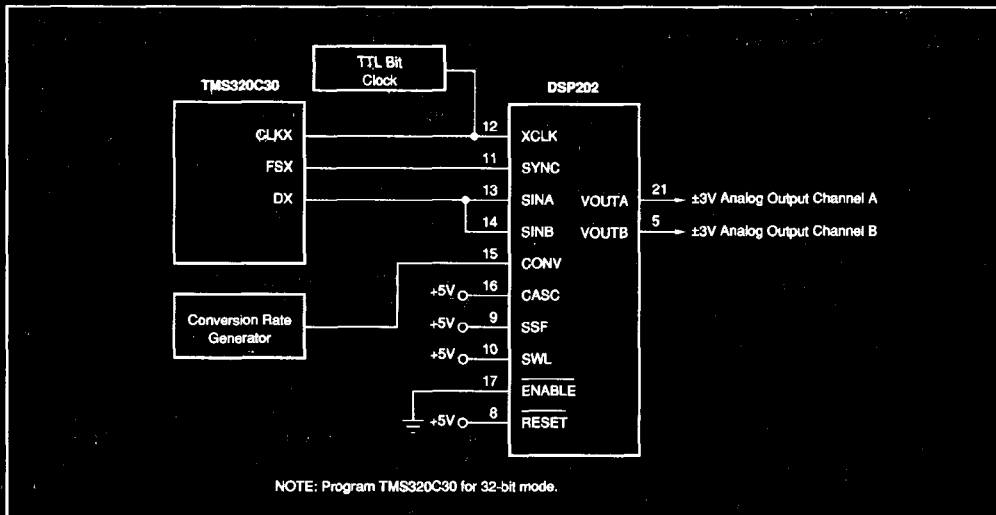 TTL Bit
Clock
TMS320C30
DSP202
CLKX
12
XCLK
FSX
11
SYNC
DX
13
SINA
VOUTA
21
±3V Analog Output Channel A
14
SINB
VOUTB
5
±3V Analog Output Channel B
15
CONV
+5V
16
CASC
Conversion Rate
Generator
+5V
9
SSF
+5V
10
SWL
17
ENABLE
+5V
8
RESET
NOTE: Program TMS320C30 for 32-bit mode.